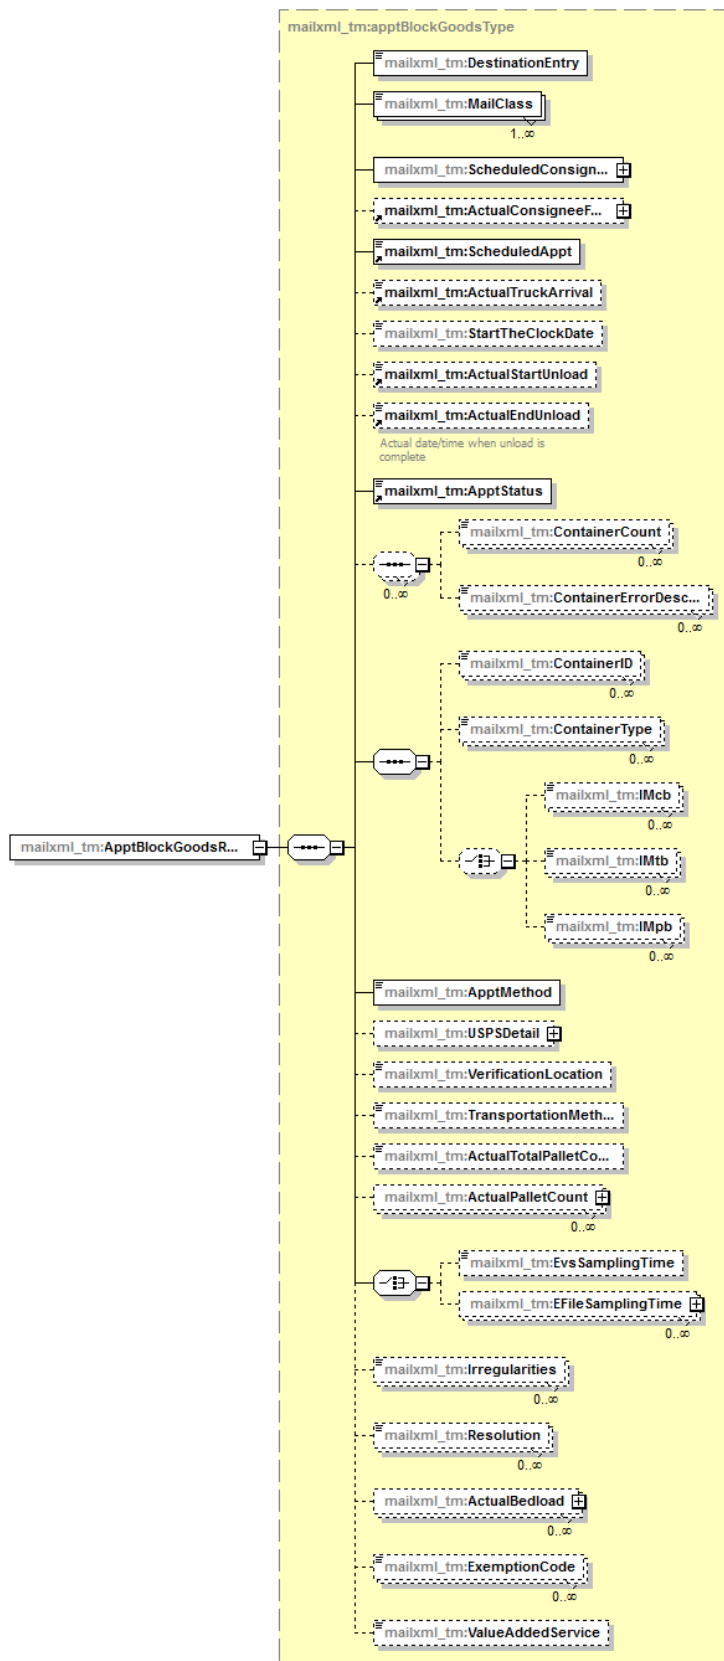 mailxml_tm:apptBlockGoodsType
mailxml_tm:DestinationEntry
mailxml_tm:MailClass
1..∞
mailxml_tm:ScheduledConsign...
mailxml_tm:ActualConsigneeF...
mailxml_tm:ScheduledAppt
mailxml_tm:ActualTruckArrival
mailxml_tm:StartTheClockDate
mailxml_tm:ActualStartUnload
mailxml_tm:ActualEndUnload
Actual date/time when unload is
complete
mailxml_tm:ApptStatus
mailxml_tm:ContainerCount
0..∞
0..∞
mailxml_tm:ContainerErrorDesc...
0..∞
mailxml_tm:ContainerID
0..∞
mailxml_tm:ContainerType
0..∞
mailxml_tm:IMcb
0..∞
mailxml_tm:ApptBlockGoodsR...
mailxml_tm:IMtb
0..∞
mailxml_tm:IMpb
0..∞
mailxml_tm:ApptMethod
mailxml_tm:USPSDetail
mailxml_tm:VerificationLocation
mailxml_tm:TransportationMeth...
mailxml_tm:ActualTotalPalletCo...
mailxml_tm:ActualPalletCount
0..∞
mailxml_tm:EvsSamplingTime
mailxml_tm:EFileSamplingTime
0..∞
mailxml_tm:Irregularities
0..∞
mailxml_tm:Resolution
0..∞
mailxml_tm:ActualBedload
0..∞
mailxml_tm:ExemptionCode
0..∞
mailxml_tm:ValueAddedService